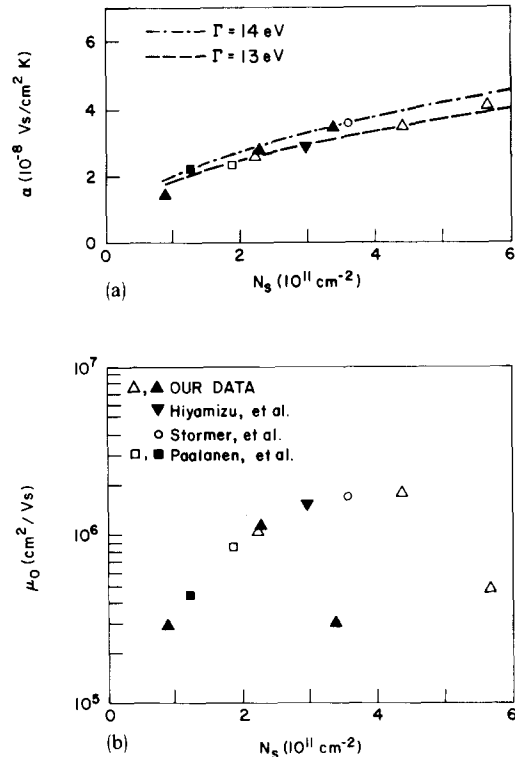 6
4
2
0
α (10⁻⁸ Vs/cm² K)
Γ = 14 eV
Γ = 13 eV
2 4 6
(a)
Nₛ (10¹¹ cm⁻²)
10⁷
10⁶
10⁵
μ₀ (cm²/Vs)
△, ▲ OUR DATA
▼ Hiyamizu, et al.
○ Stormer, et al.
□, ■ Paalanen, et al.
0 2 4 6
(b)
Nₛ (10¹¹ cm⁻²)